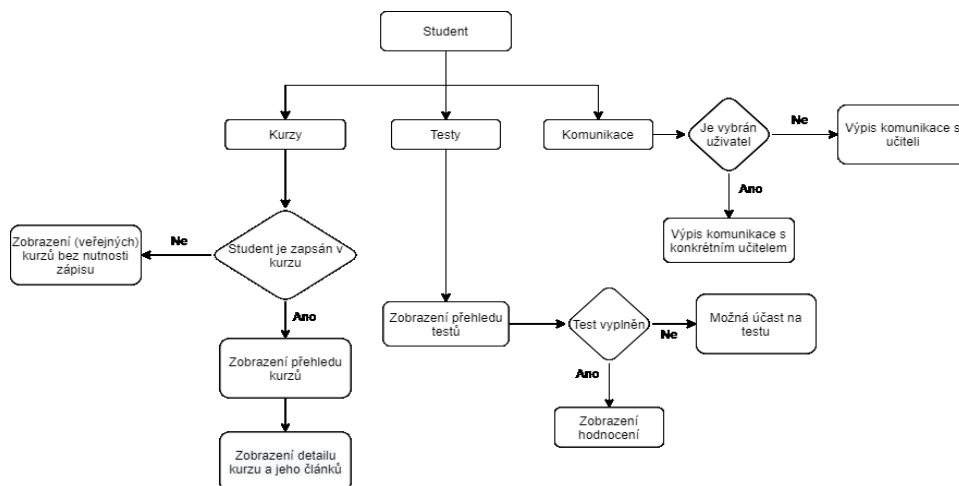 Student
Kurzy
Testy
Komunikace
Je vybrán
uživatel
Ne
Výpis komunikace s
učiteli
Ano
Výpis komunikace s
konkrétním učitelem
Student je zapsán v
kurzu
Ne
Zobrazení (veřejných)
kurzů bez nutnosti
zápisu
Ano
Zobrazení přehledu
kurzů
Zobrazení detailu
kurzu a jeho článků
Zobrazení přehledu
testů
Test vyplněn
Ne
Možná účast na
testu
Ano
Zobrazení
hodnocení